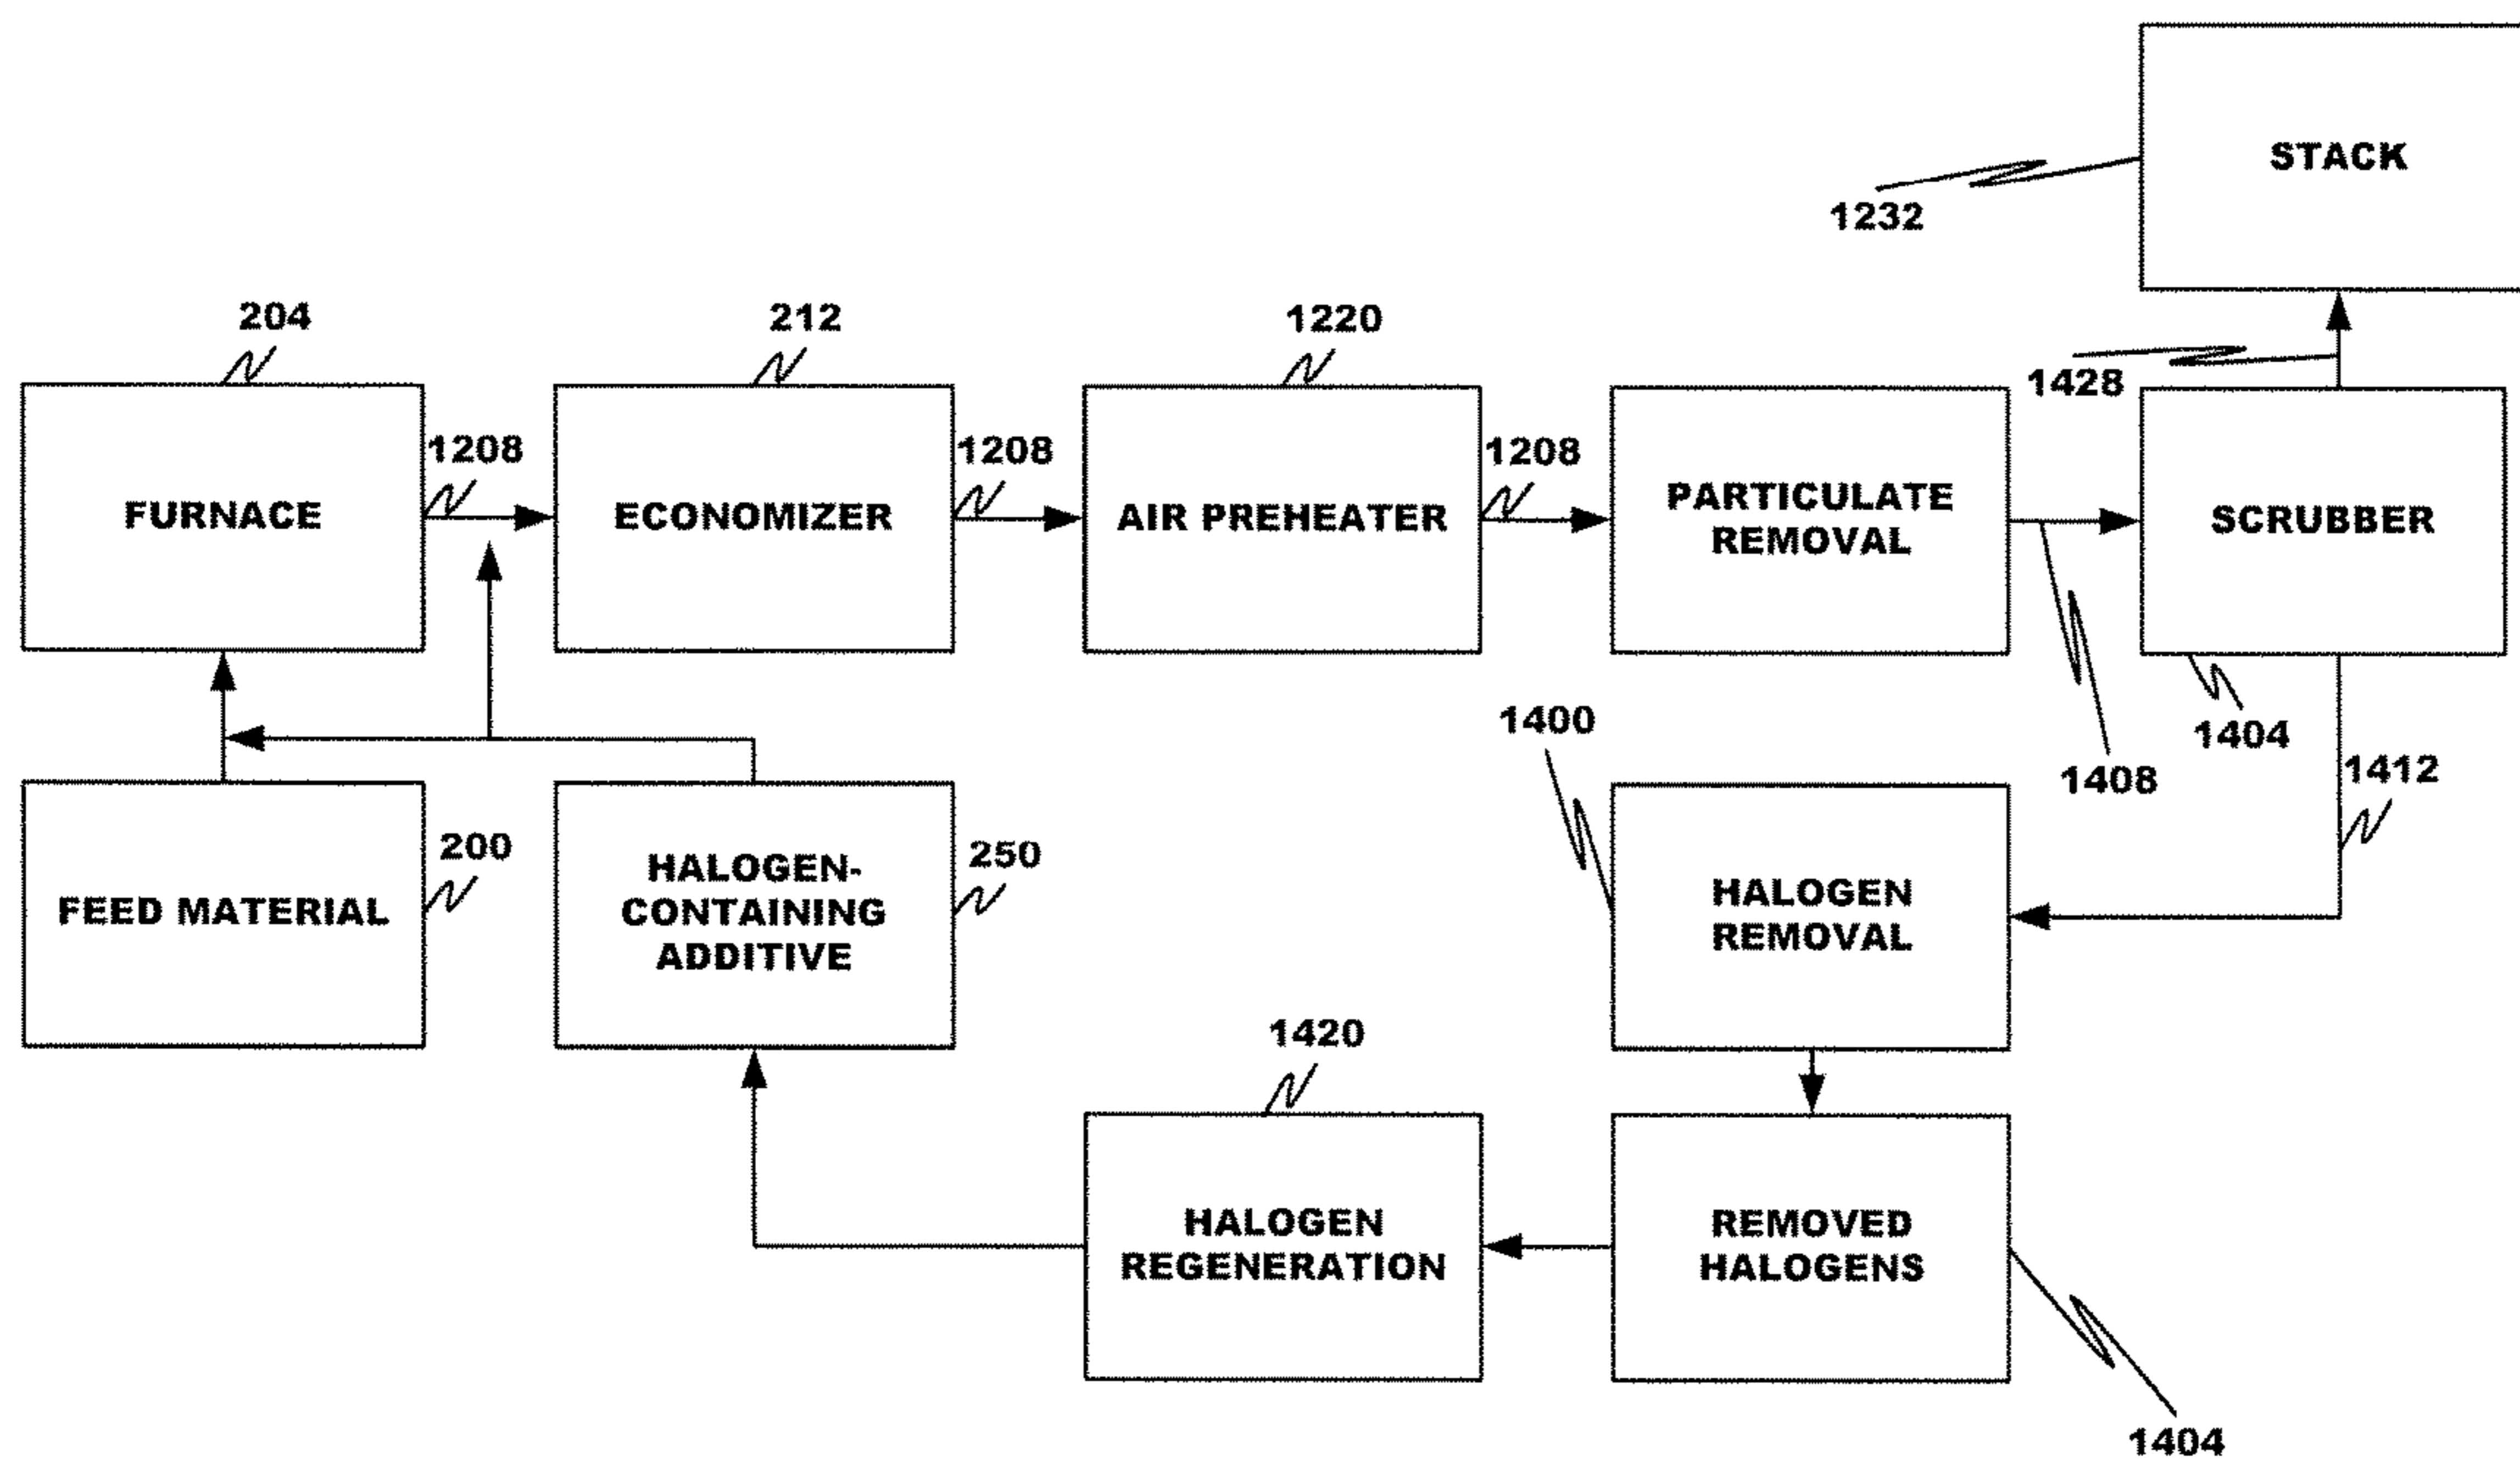 STACK
1232
204
212
1220
1428
1208
1208
1208
FURNACE
ECONOMIZER
AIR PREHEATER
PARTICULATE
REMOVAL
SCRUBBER
1400
1404
1408
1412
200
250
FEED MATERIAL
HALOGEN-
CONTAINING
ADDITIVE
HALOGEN
REMOVAL
1420
HALOGEN
REGENERATION
REMOVED
HALOGENS
1404